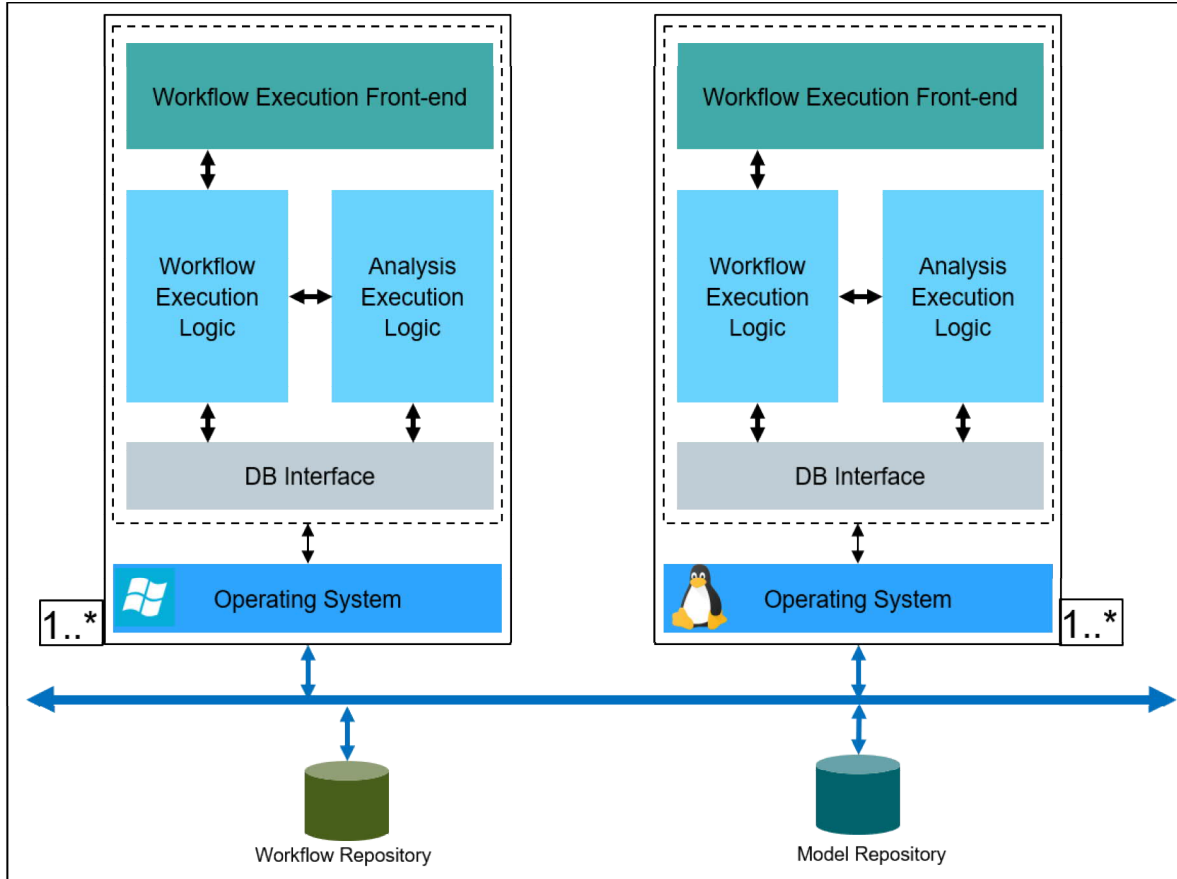 Workflow Execution Front-end
Workflow
Execution
Logic
Analysis
Execution
Logic
DB Interface
Operating System
1..*
Workflow Execution Front-end
Workflow
Execution
Logic
Analysis
Execution
Logic
DB Interface
Operating System
1..*
Workflow Repository
Model Repository